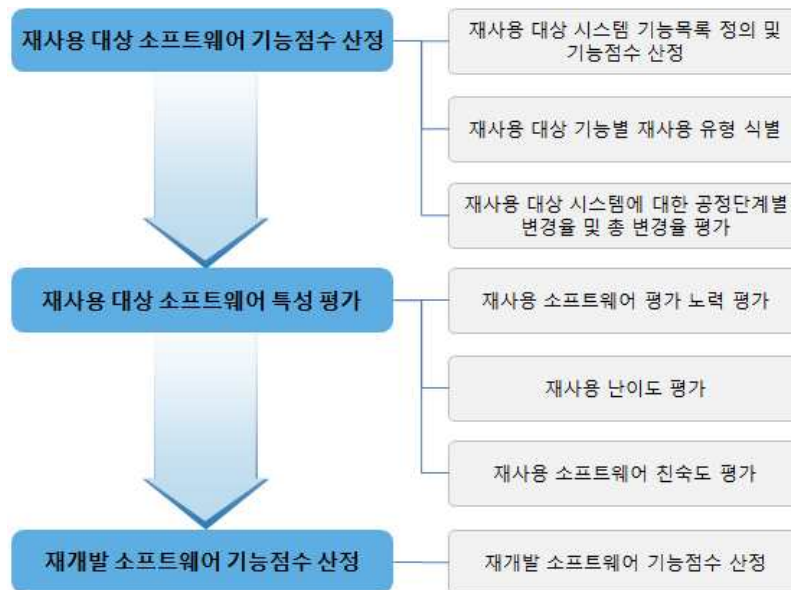 재사용 대상 소프트웨어 기능점수 산정
재사용 대상 시스템 기능목록 정의 및
기능점수 산정
재사용 대상 기능별 재사용 유형 식별
재사용 대상 시스템에 대한 공정단계별
변경율 및 총 변경율 평가
재사용 대상 소프트웨어 특성 평가
재사용 소프트웨어 평가 노력 평가
재사용 난이도 평가
재사용 소프트웨어 친숙도 평가
재개발 소프트웨어 기능점수 산정
재개발 소프트웨어 기능점수 산정